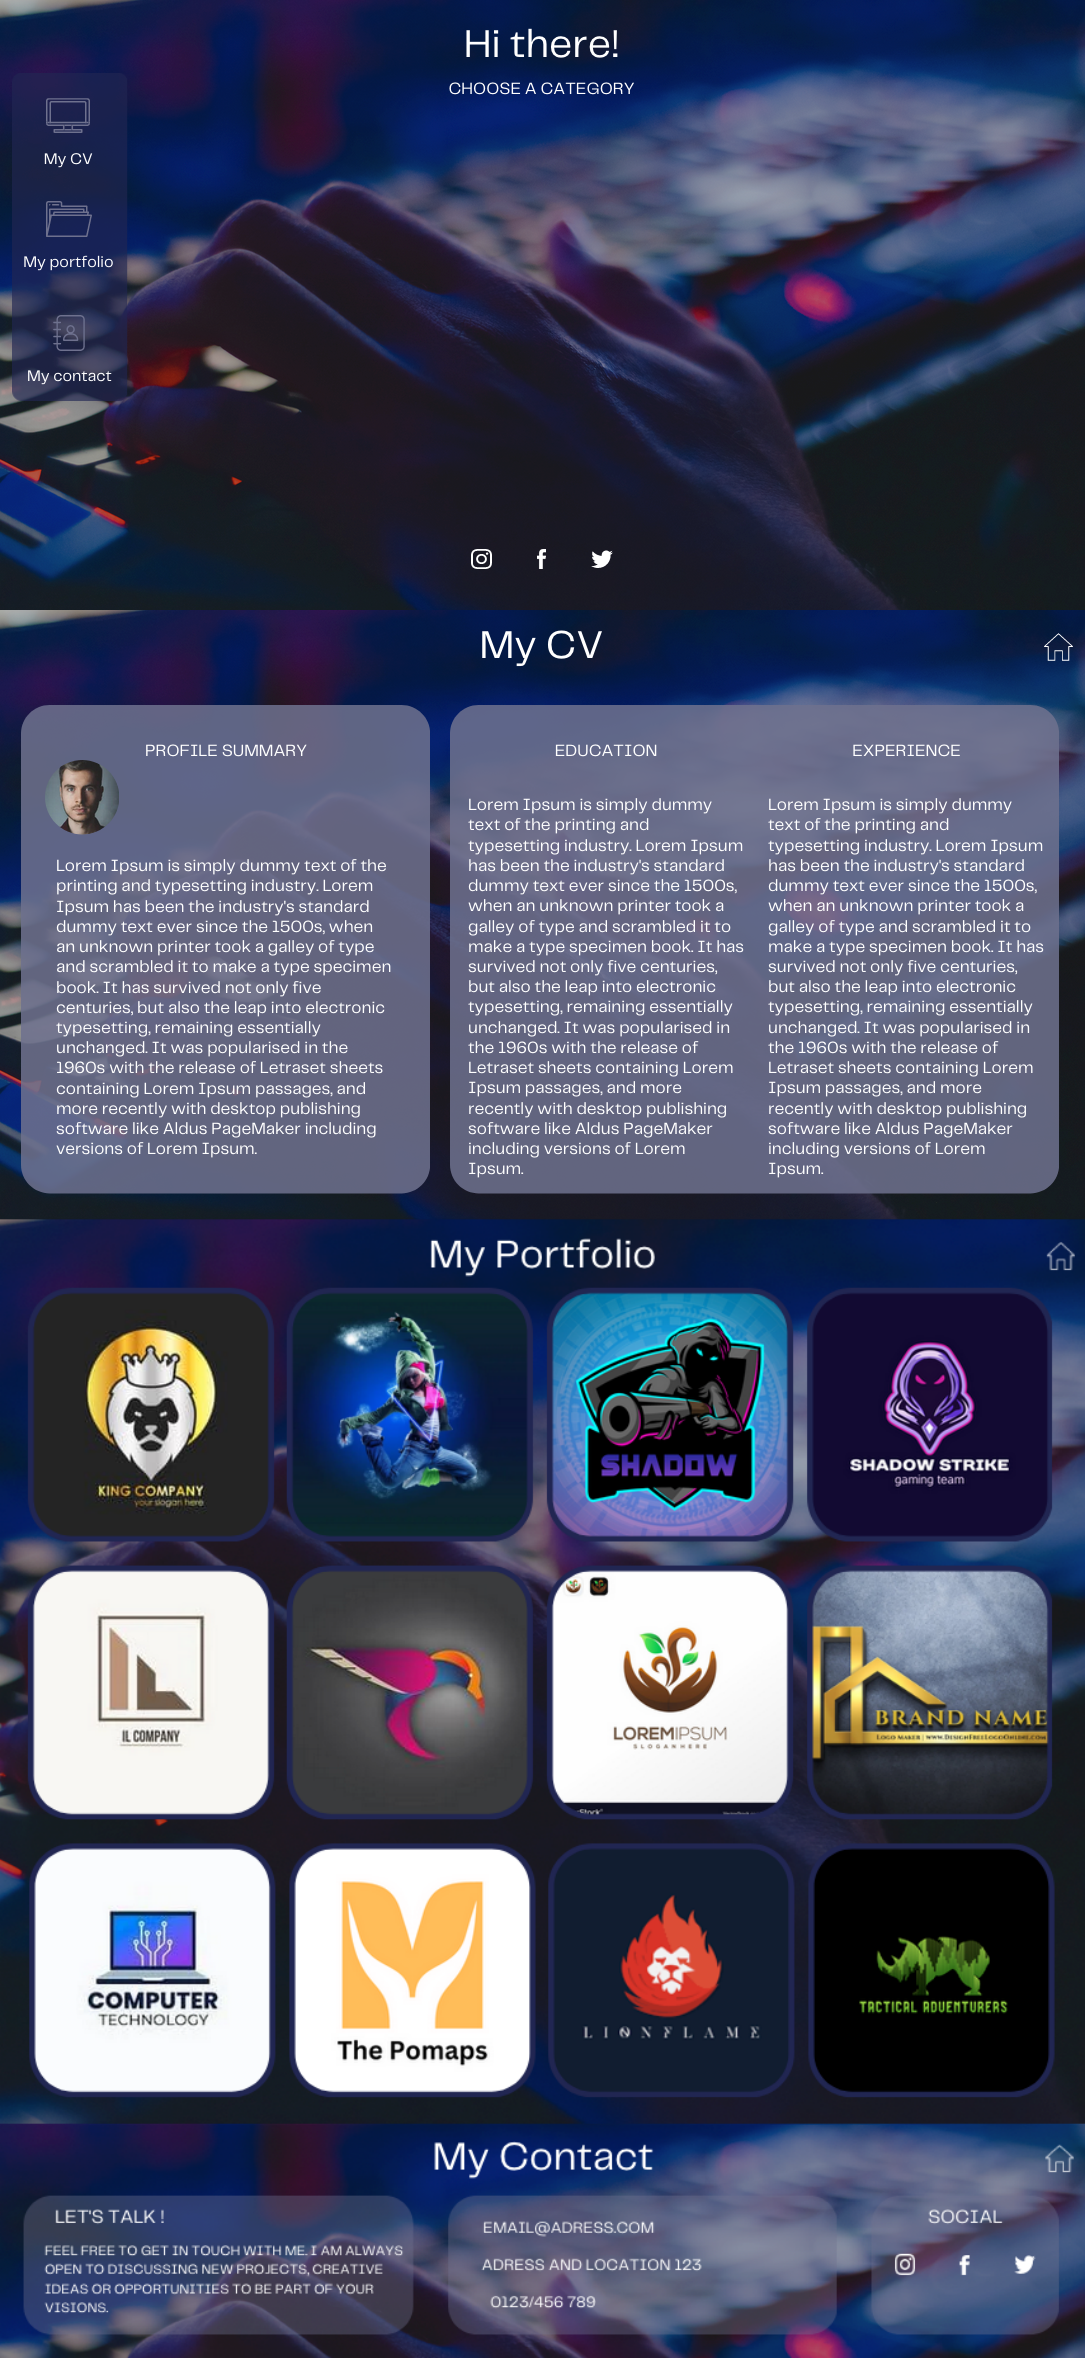 Hi there!
CHOOSE A CATEGORY
My CV
My portfolio
My contact
My CV
PROFILE SUMMARY
Lorem Ipsum is simply dummy text of the
printing and typesetting industry. Lorem
Ipsum has been the industry's standard
dummy text ever since the 1500s, when
an unknown printer took a galley of type
and scrambled it to make a type specimen
book. It has survived not only five
centuries, but also the leap into electronic
typesetting, remaining essentially
unchanged. It was popularised in the
1960s with the release of Letraset sheets
containing Lorem Ipsum passages, and
more recently with desktop publishing
software like Aldus PageMaker including
versions of Lorem Ipsum.
EDUCATION
Lorem Ipsum is simply dummy
text of the printing and
typesetting industry. Lorem Ipsum
has been the industry's standard
dummy text ever since the 1500s,
when an unknown printer took a
galley of type and scrambled it to
make a type specimen book. It has
survived not only five centuries,
but also the leap into electronic
typesetting, remaining essentially
unchanged. It was popularised in
the 1960s with the release of
Letraset sheets containing Lorem
Ipsum passages, and more
recently with desktop publishing
software like Aldus PageMaker
including versions of Lorem
Ipsum.
EXPERIENCE
Lorem Ipsum is simply dummy
text of the printing and
typesetting industry. Lorem Ipsum
has been the industry's standard
dummy text ever since the 1500s,
when an unknown printer took a
galley of type and scrambled it to
make a type specimen book. It has
survived not only five centuries,
but also the leap into electronic
typesetting, remaining essentially
unchanged. It was popularised in
the 1960s with the release of
Letraset sheets containing Lorem
Ipsum passages, and more
recently with desktop publishing
software like Aldus PageMaker
including versions of Lorem
Ipsum.
My Portfolio
KING COMPANY
your slogan here
SHADOW
SHADOW STRIKE
gaming team
IL COMPANY
LOREMIPSUM
SLOGANHERE
BRAND NAME
LOGO MAKER | WWW.DESIGNFREELOGOONLINE.COM
COMPUTER
TECHNOLOGY
The Pomaps
LIONFLAME
TACTICAL ADVENTURERS
My Contact
LET'S TALK !
FEEL FREE TO GET IN TOUCH WITH ME. I AM ALWAYS
OPEN TO DISCUSSING NEW PROJECTS, CREATIVE
IDEAS OR OPPORTUNITIES TO BE PART OF YOUR
VISIONS.
EMAIL@ADRESS.COM
ADRESS AND LOCATION 123
0123/456 789
SOCIAL